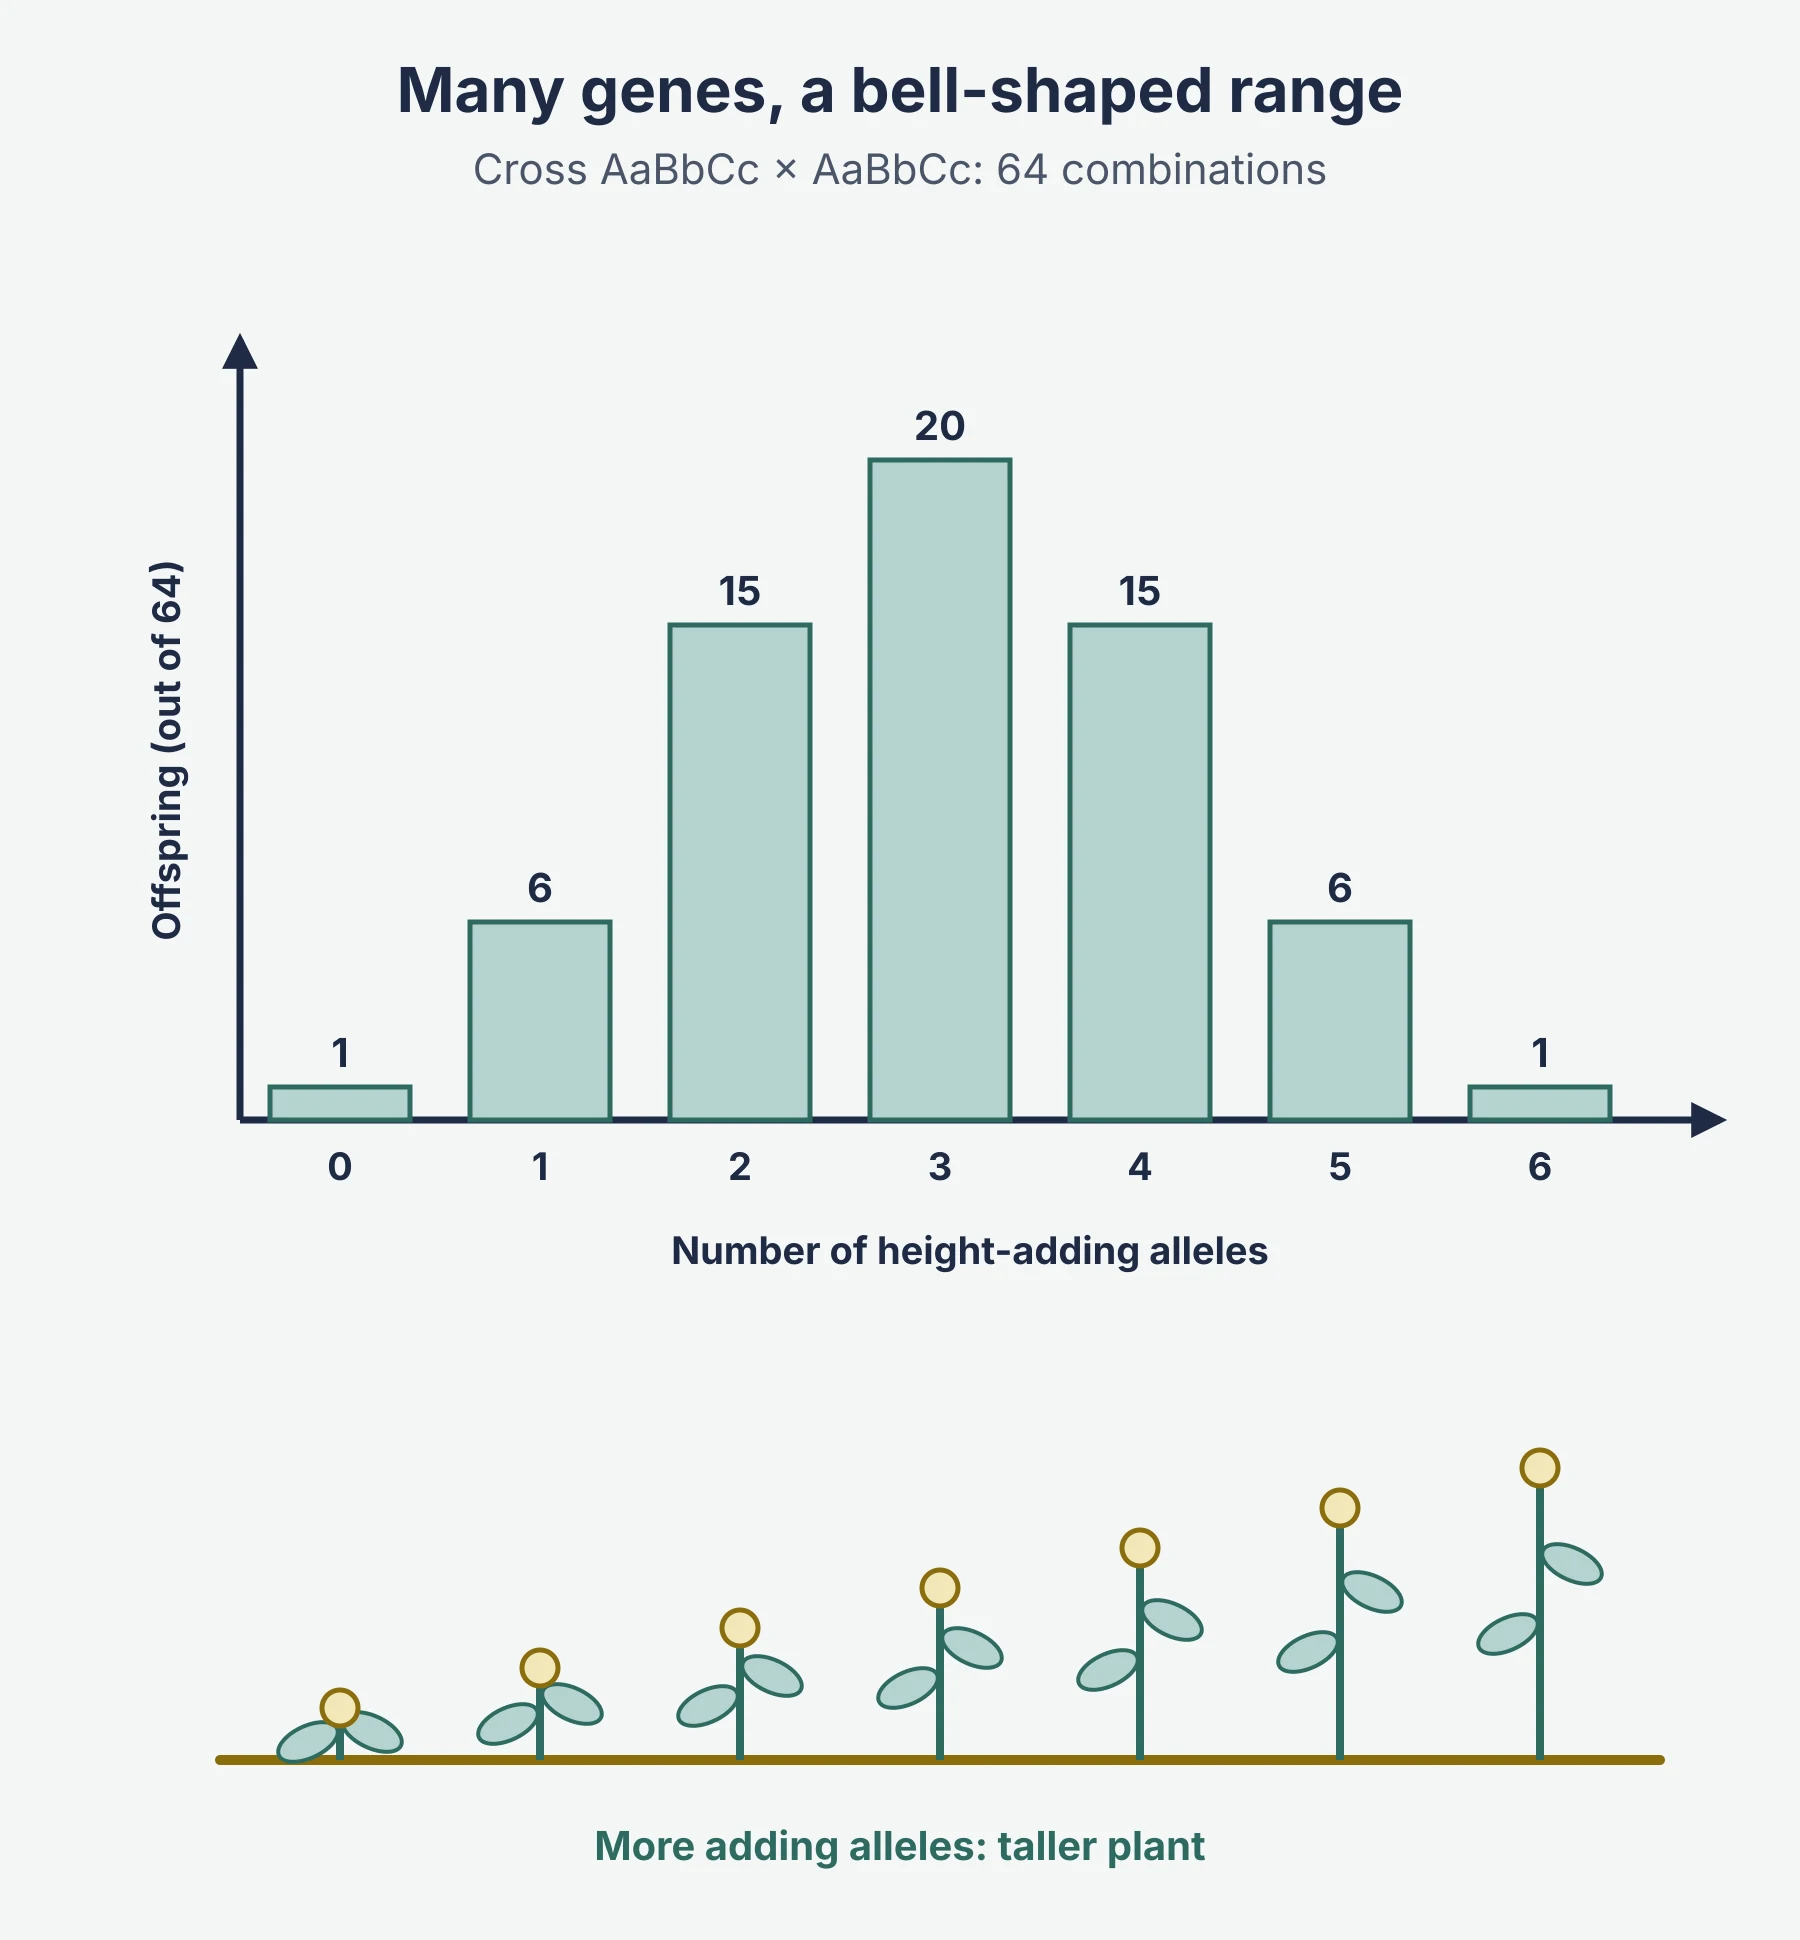 Many genes, a bell-shaped range
Cross AaBbCc × AaBbCc: 64 combinations
Offspring (out of 64)
20
15
15
6
6
1
1
0
1
2
3
4
5
6
Number of height-adding alleles
More adding alleles: taller plant